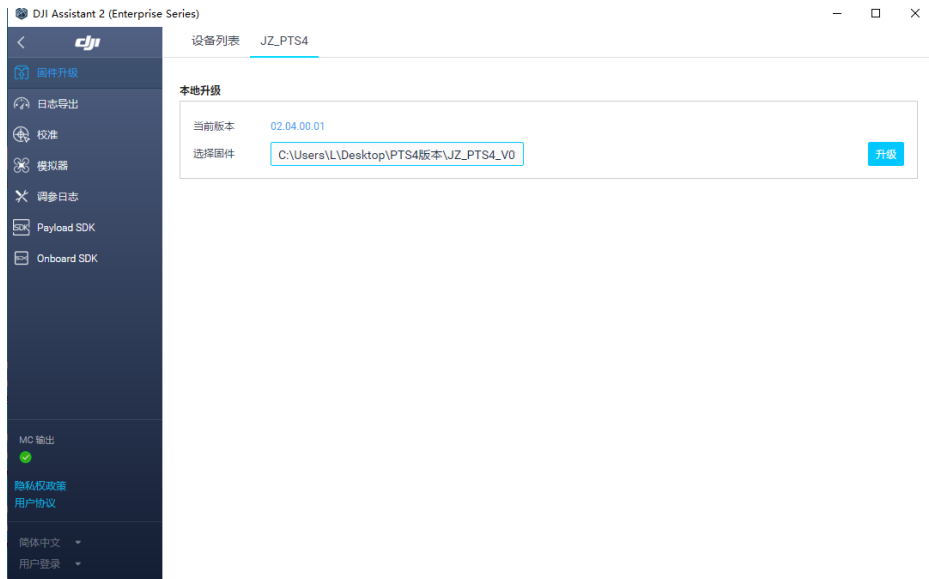 DJI Assistant 2 (Enterprise Series)
dji
设备列表 JZ_PTS4
固件升级
日志导出
校准
模拟器
调参日志
SDK Payload SDK
Onboard SDK
本地升级
当前版本 02.04.00.01
选择固件 C:\Users\L\Desktop\PTS4版本\JZ_PTS4_V0 升级
MC 输出
隐私权政策
用户协议
简体中文
用户登录